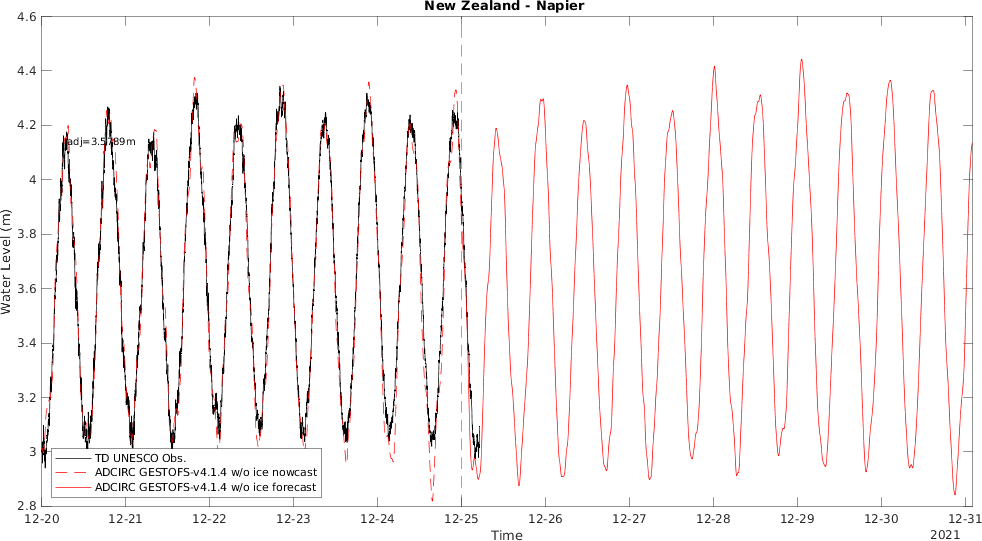 New Zealand - Napier
4.6
4.4
4.2
4
3.8
3.6
3.4
3.2
3
2.8
Water Level (m)
adj=3.5789m
TD UNESCO Obs.
ADCIRC GESTOFS-v4.1.4 w/o ice nowcast
ADCIRC GESTOFS-v4.1.4 w/o ice forecast
12-20 12-21 12-22 12-23 12-24 12-25 12-26 12-27 12-28 12-29 12-30 12-31
Time
2021